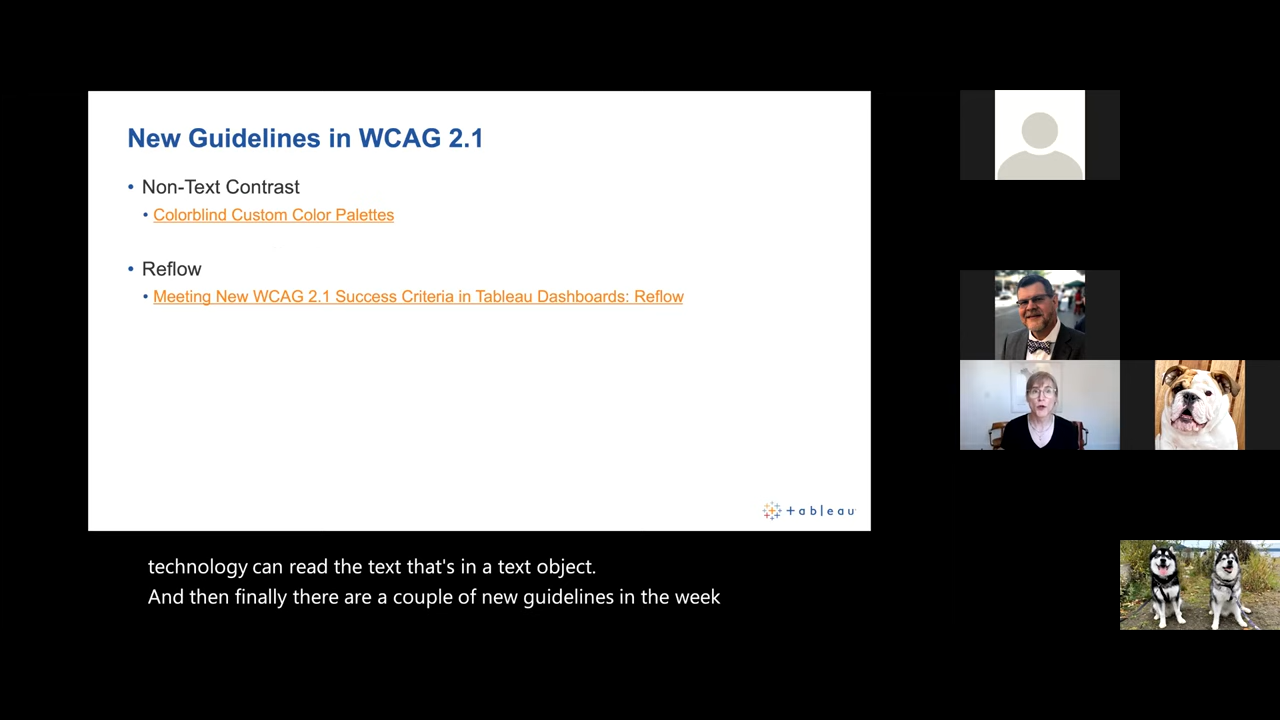 New Guidelines in WCAG 2.1
• Non-Text Contrast
• Colorblind Custom Color Palettes
• Reflow
• Meeting New WCAG 2.1 Success Criteria in Tableau Dashboards: Reflow
+ableau
technology can read the text that's in a text object.
And then finally there are a couple of new guidelines in the week